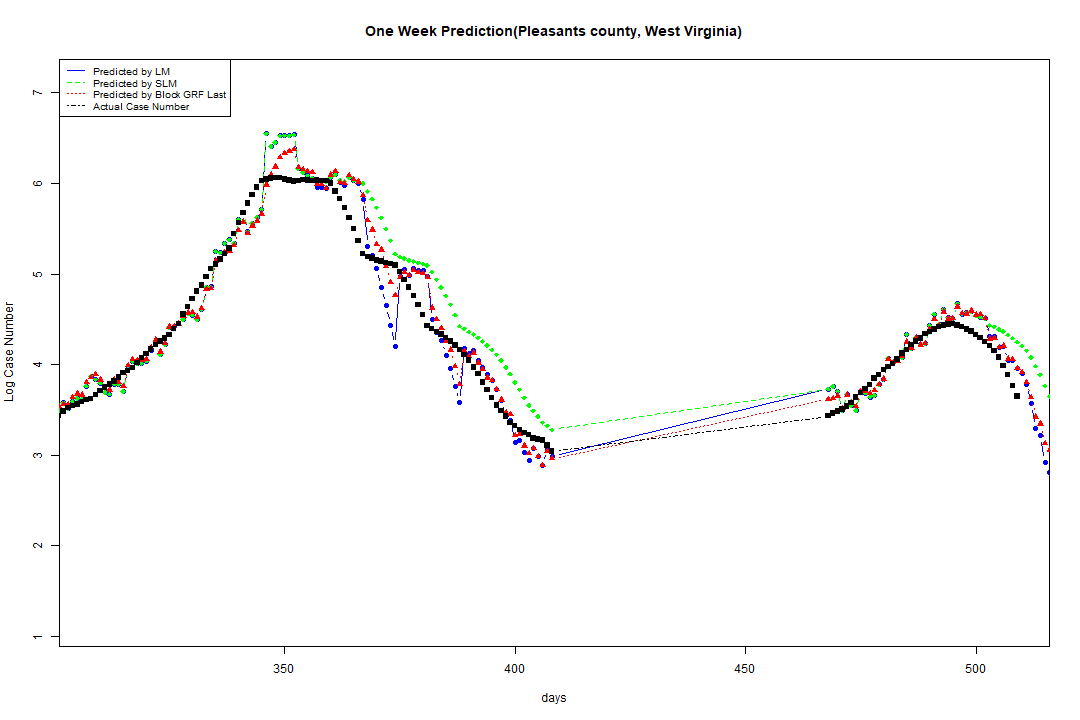 One Week Prediction(Pleasants county, West Virginia)
Predicted by LM
Predicted by SLM
Predicted by Block GRF Last
Actual Case Number
7
6
5
4
3
2
1
Log Case Number
350
400
450
500
days